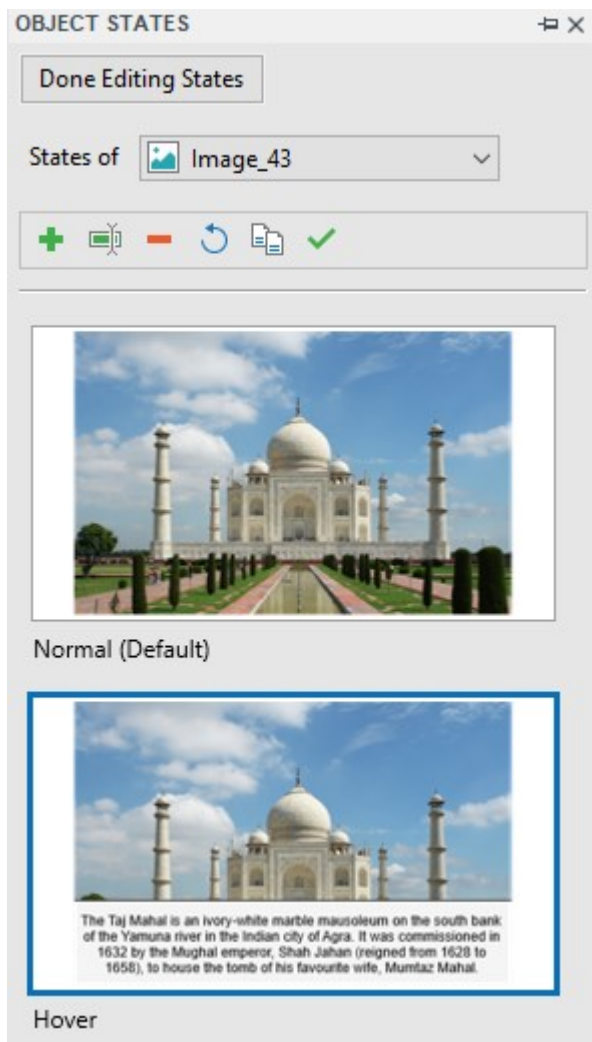 OBJECT STATES
Done Editing States
States of Image_43
Normal (Default)
The Taj Mahal is an ivory-white marble mausoleum on the south bank
of the Yamuna river in the Indian city of Agra. It was commissioned in
1632 by the Mughal emperor, Shah Jahan (reigned from 1628 to
1658), to house the tomb of his favourite wife, Mumtaz Mahal.
Hover